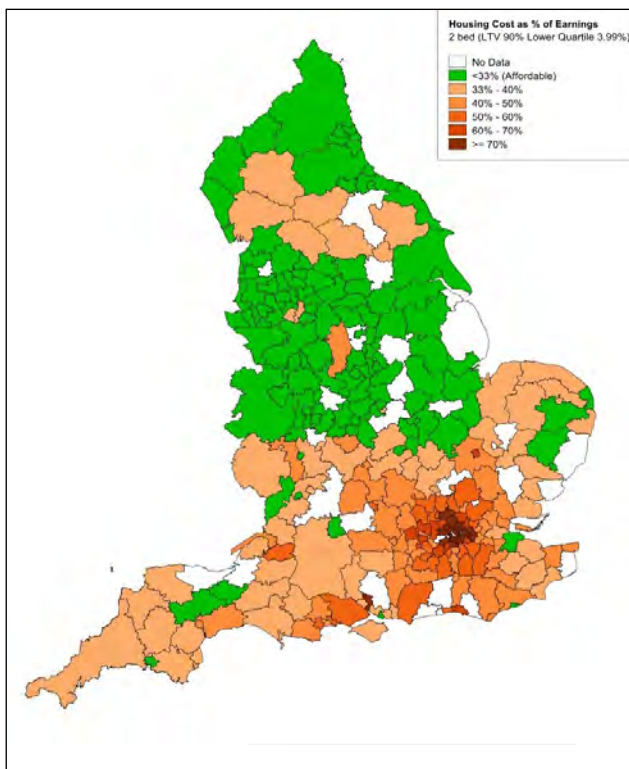 Housing Cost as % of Earnings
2 bed (LTV 90% Lower Quartile 3.99%)
No Data
<33% (Affordable)
33% - 40%
40% - 50%
50% - 60%
60% - 70%
>= 70%